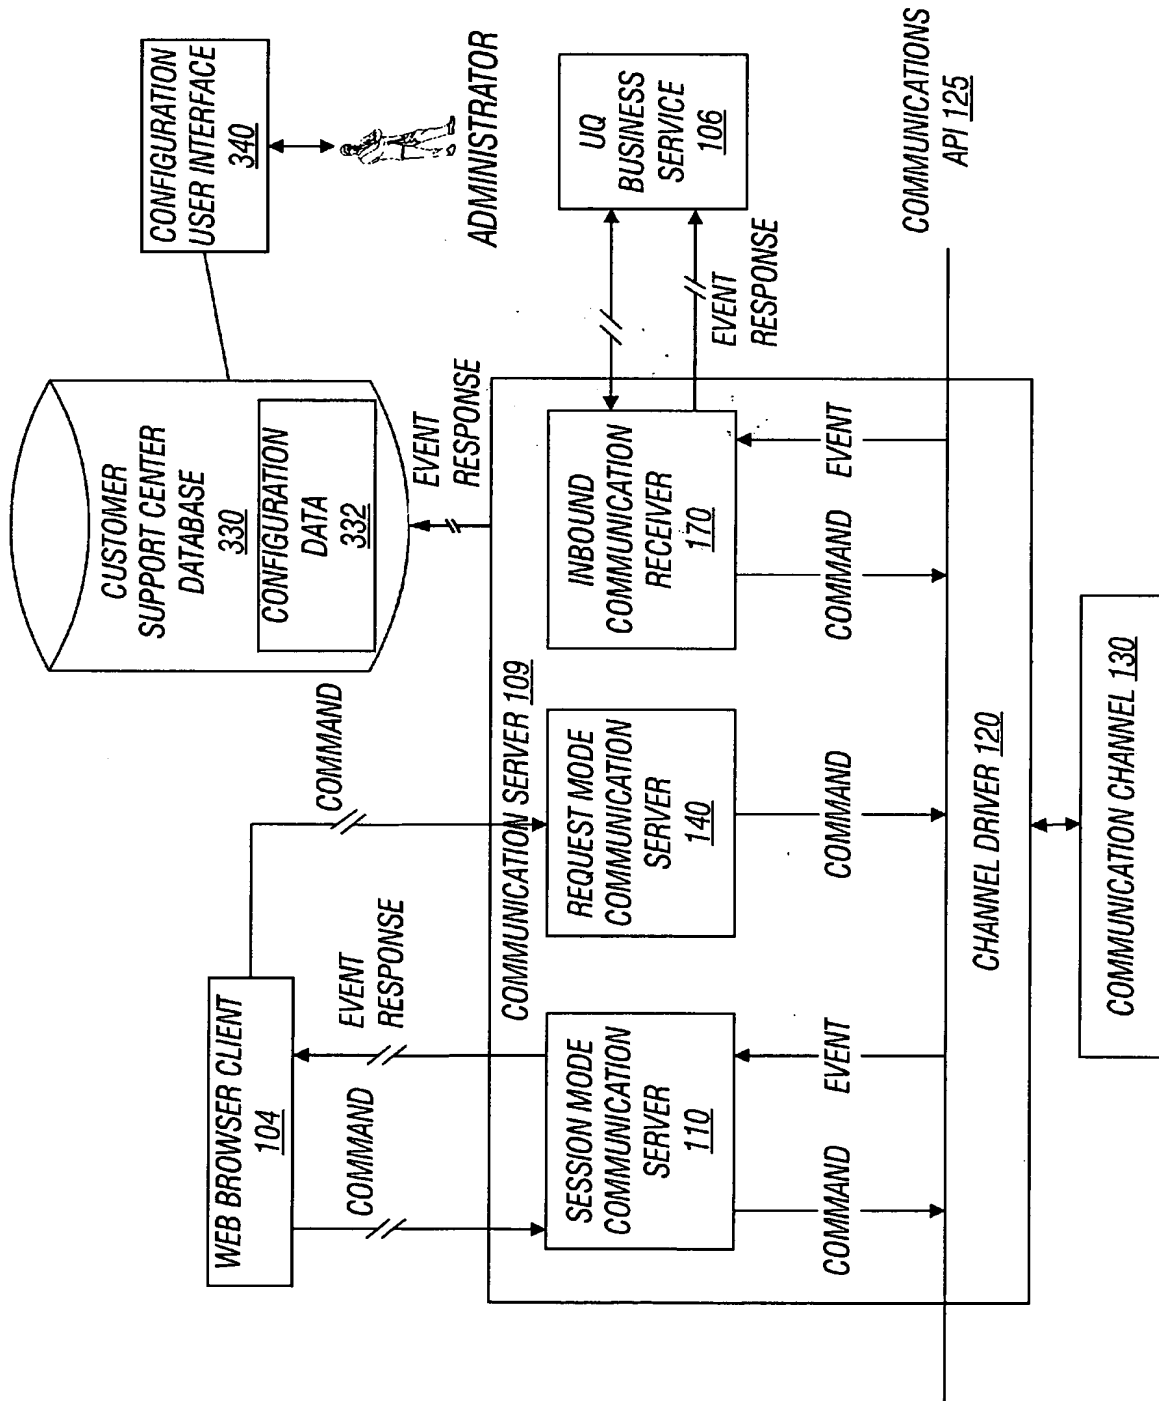 WEB BROWSER CLIENT
104
COMMAND
EVENT
RESPONSE
COMMAND
CUSTOMER
SUPPORT CENTER
DATABASE
330
CONFIGURATION
DATA
332
CONFIGURATION
USER INTERFACE
340
ADMINISTRATOR
EVENT
RESPONSE
COMMUNICATION SERVER 109
SESSION MODE
COMMUNICATION
SERVER
110
REQUEST MODE
COMMUNICATION
SERVER
140
INBOUND
COMMUNICATION
RECEIVER
170
UQ
BUSINESS
SERVICE
106
EVENT
RESPONSE
COMMAND
EVENT
COMMAND
COMMAND
EVENT
COMMUNICATIONS
API 125
CHANNEL DRIVER 120
COMMUNICATION CHANNEL 130